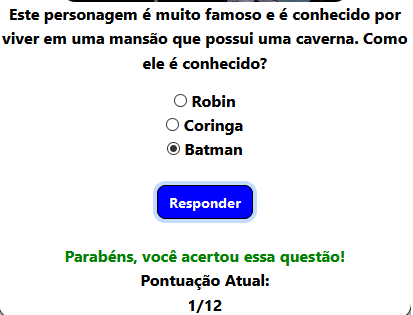 Este personagem é muito famoso e é conhecido por
viver em uma mansão que possui uma caverna. Como
ele é conhecido?
Robin
Coringa
Batman
Responder
Parabéns, você acertou essa questão!
Pontuação Atual:
1/12